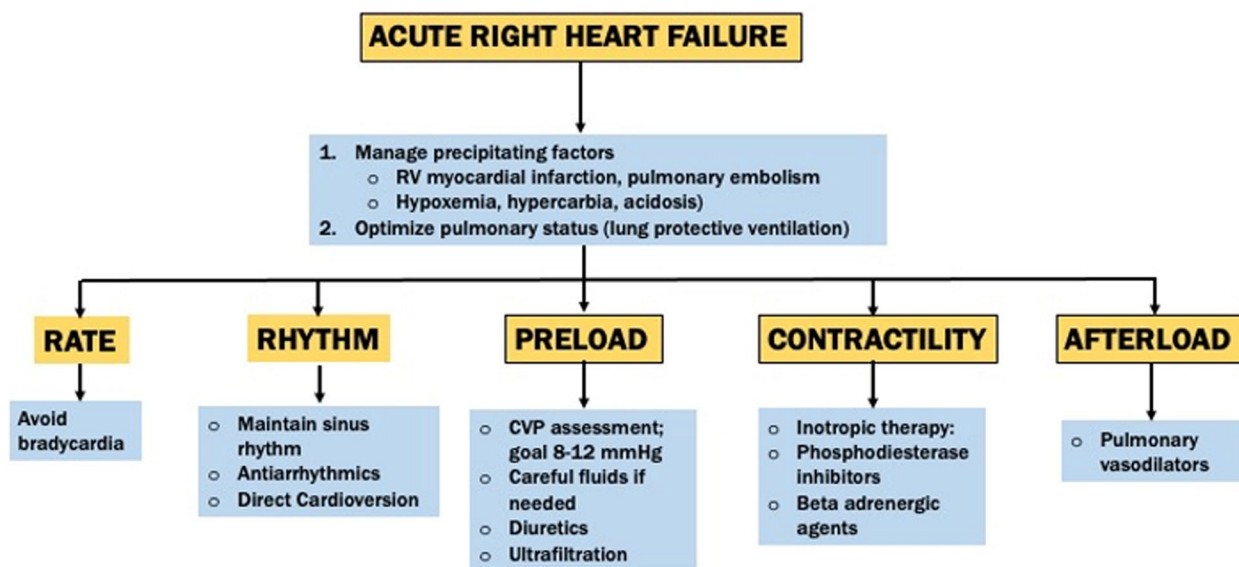 ACUTE RIGHT HEART FAILURE
1. Manage precipitating factors
o RV myocardial infarction, pulmonary embolism
o Hypoxemia, hypercarbia, acidosis)
2. Optimize pulmonary status (lung protective ventilation)
RATE
Avoid
bradycardia
RHYTHM
o Maintain sinus
rhythm
o Antiarrhythmics
o Direct Cardioversion
PRELOAD
o CVP assessment;
goal 8-12 mmHg
o Careful fluids if
needed
o Diuretics
o Ultrafiltration
CONTRACTILITY
o Inotropic therapy:
o Phosphodiesterase
inhibitors
o Beta adrenergic
agents
AFTERLOAD
o Pulmonary
vasodilators